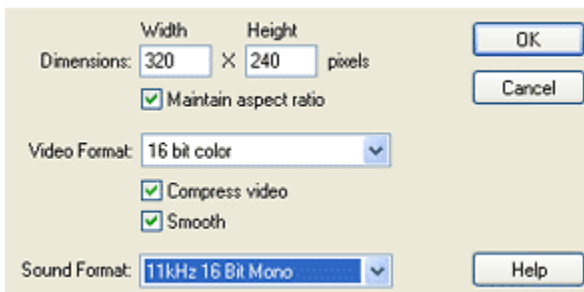 Width Height
OK
Dimensions: 320 X 240 pixels
Maintain aspect ratio
Cancel
Video Format: 16 bit color
Compress video
Smooth
Sound Format: 11kHz 16 Bit Mono
Help